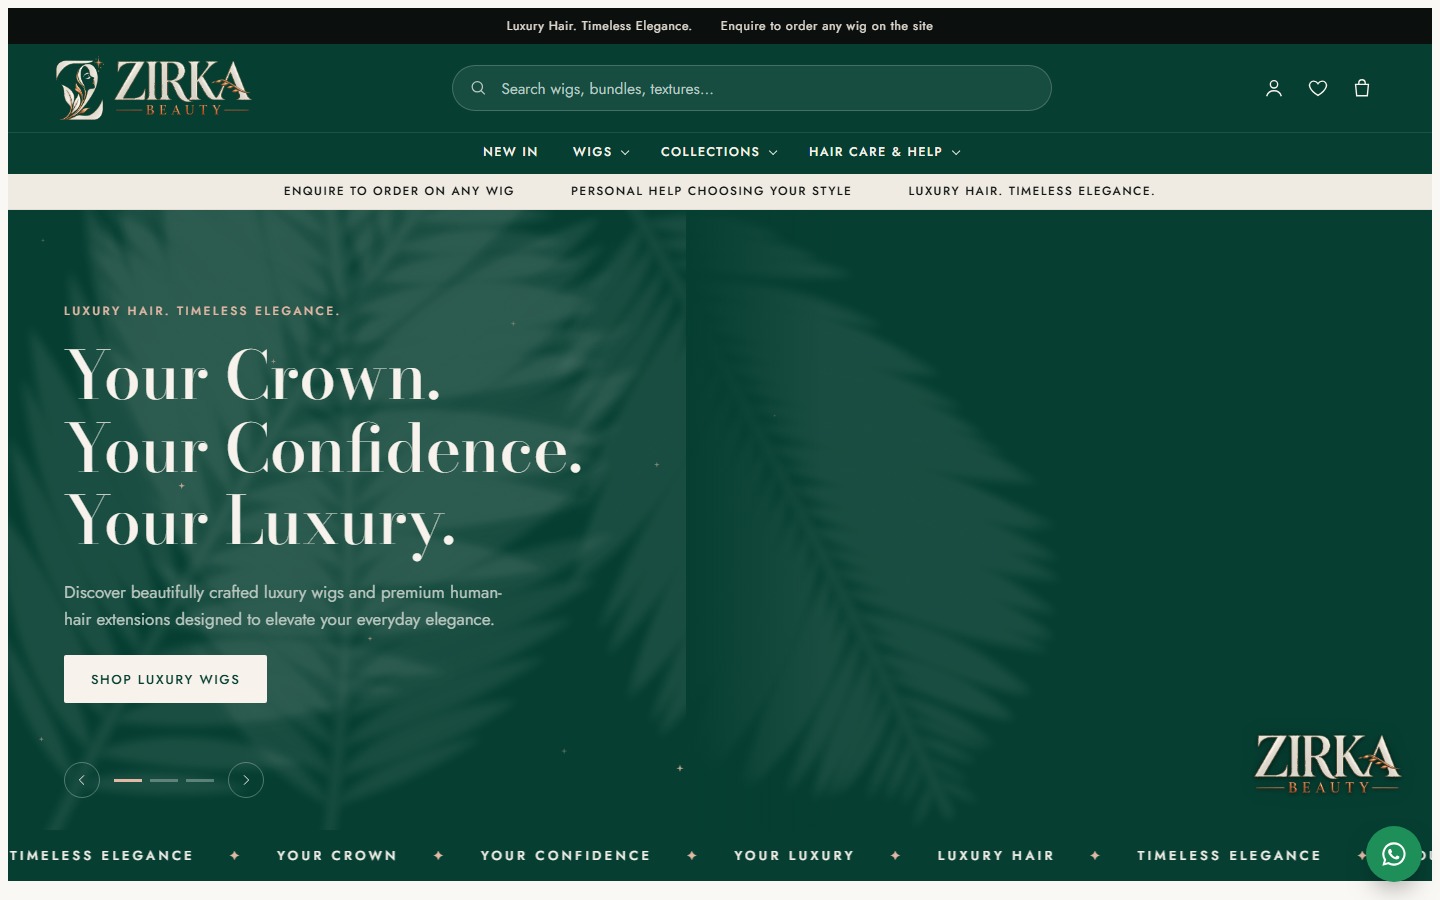 Luxury Hair. Timeless Elegance. Enquire to order any wig on the site
ZIRKA
BEAUTY
Search wigs, bundles, textures...
NEW IN WIGS COLLECTIONS HAIR CARE & HELP
ENQUIRE TO ORDER ON ANY WIG PERSONAL HELP CHOOSING YOUR STYLE LUXURY HAIR. TIMELESS ELEGANCE.
LUXURY HAIR. TIMELESS ELEGANCE.
Your Crown.
Your Confidence.
Your Luxury.
Discover beautifully crafted luxury wigs and premium human-
hair extensions designed to elevate your everyday elegance.
SHOP LUXURY WIGS
ZIRKA
BEAUTY
TIMELESS ELEGANCE ✦ YOUR CROWN ✦ YOUR CONFIDENCE ✦ YOUR LUXURY ✦ LUXURY HAIR ✦ TIMELESS ELEGANCE ✦